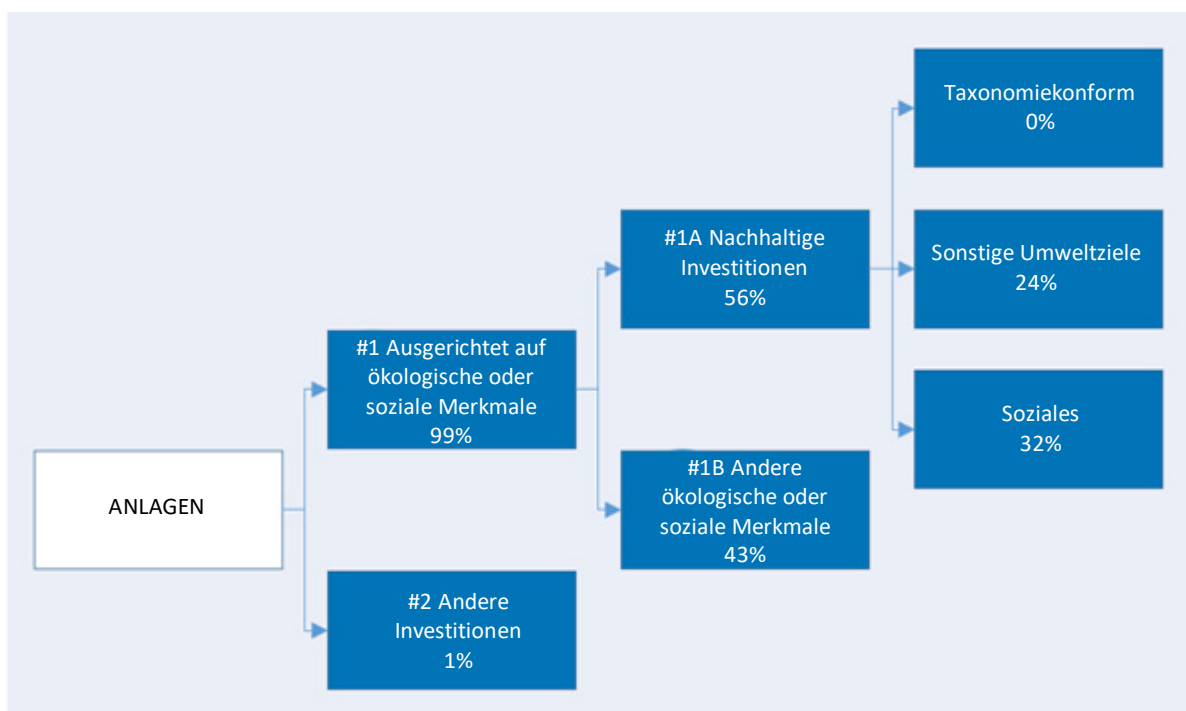 ANLAGEN
#1 Ausgerichtet auf
ökologische oder
soziale Merkmale
99%
#2 Andere
Investitionen
1%
#1A Nachhaltige
Investitionen
56%
#1B Andere
ökologische oder
soziale Merkmale
43%
Taxonomiekonform
0%
Sonstige Umweltziele
24%
Soziales
32%